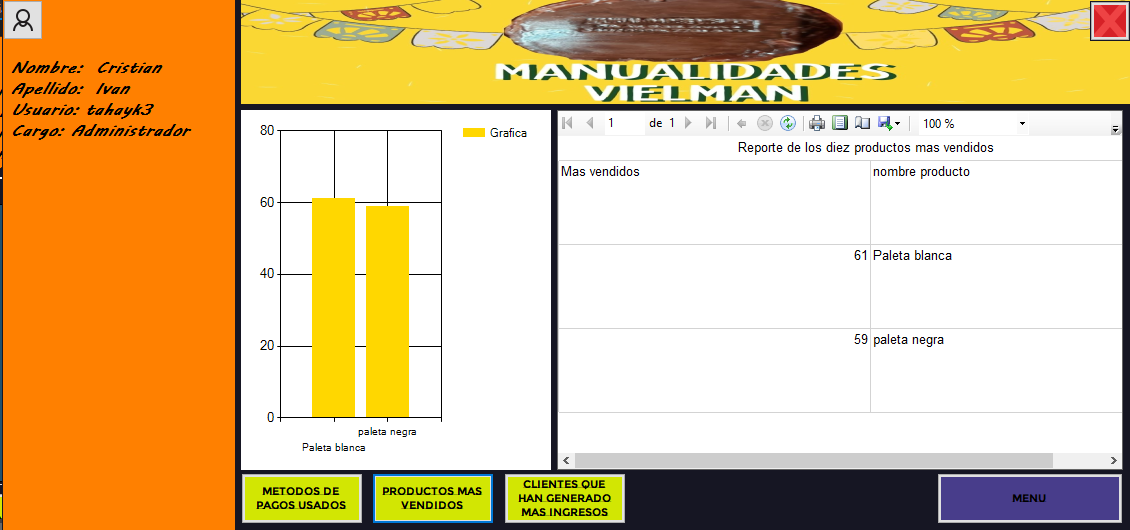 Nombre: Cristian
Apellido: Ivan
Usuario: tahayk3
Cargo: Administrador
MANUALIDADES
VIELMAN
80
60
40
20
0
Grafica
paleta negra
Paleta blanca
1 de 1 100 %
Reporte de los diez productos mas vendidos
Mas vendidos nombre producto
61 Paleta blanca
59 paleta negra
METODOS DE
PAGOS USADOS
PRODUCTOS MAS
VENDIDOS
CLIENTES QUE
HAN GENERADO
MAS INGRESOS
MENU